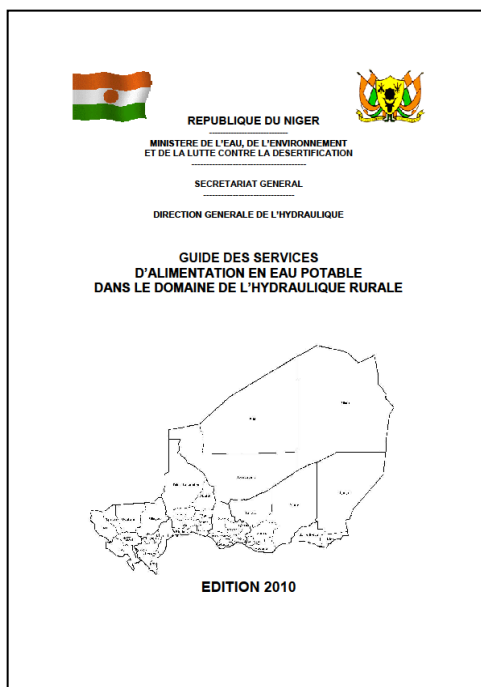 REPUBLIQUE DU NIGER
MINISTERE DE L'EAU, DE L'ENVIRONNEMENT
ET DE LA LUTTE CONTRE LA DESERTIFICATION
SECRETARIAT GENERAL
DIRECTION GENERALE DE L'HYDRAULIQUE
GUIDE DES SERVICES
D'ALIMENTATION EN EAU POTABLE
DANS LE DOMAINE DE L'HYDRAULIQUE RURALE
EDITION 2010